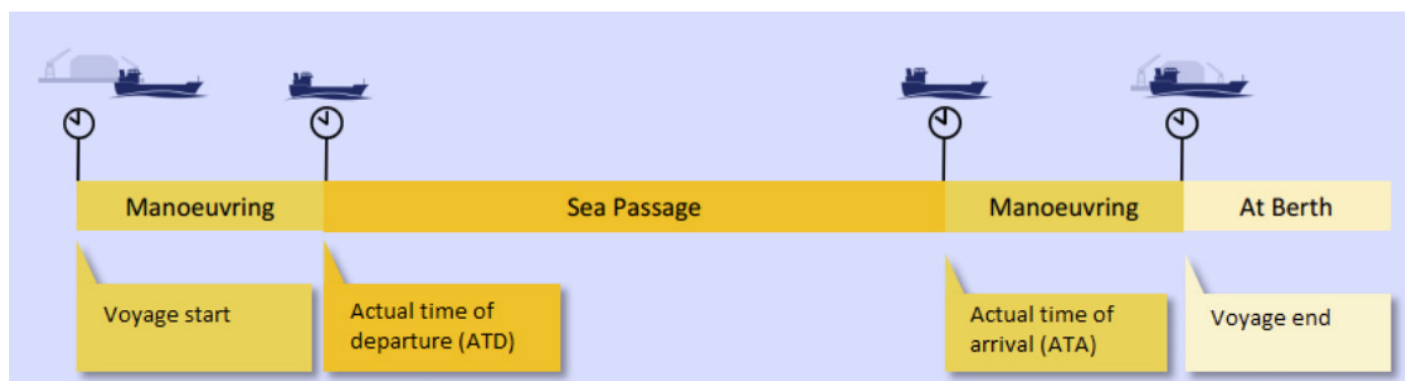 Manoeuvring
Sea Passage
Manoeuvring
At Berth
Voyage start
Actual time of
departure (ATD)
Actual time of
arrival (ATA)
Voyage end